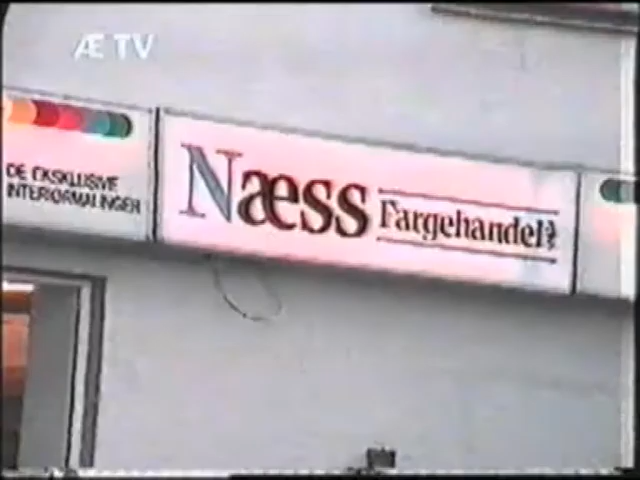 Æ TV
DE EKSKLUSIVE
INTERIØRMALINGER
Næss Fargehandel